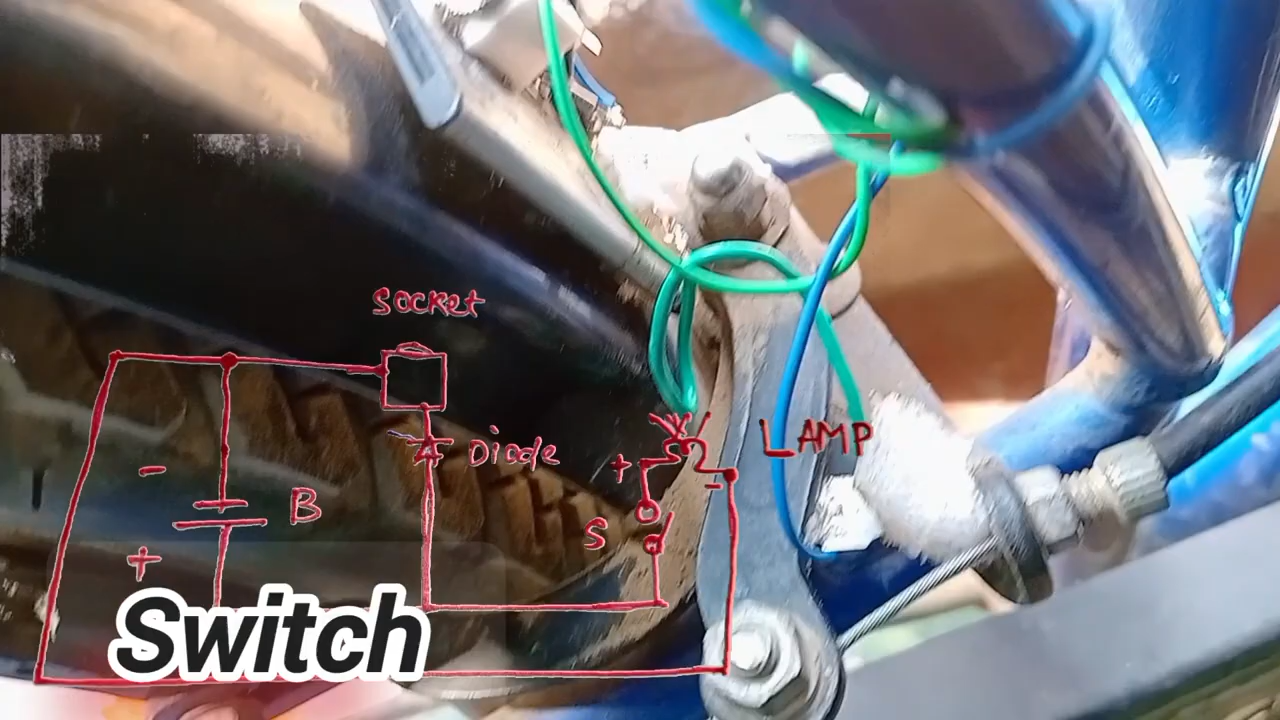 socket
Diode
LAMP
+
-
-
B
S
+
Switch